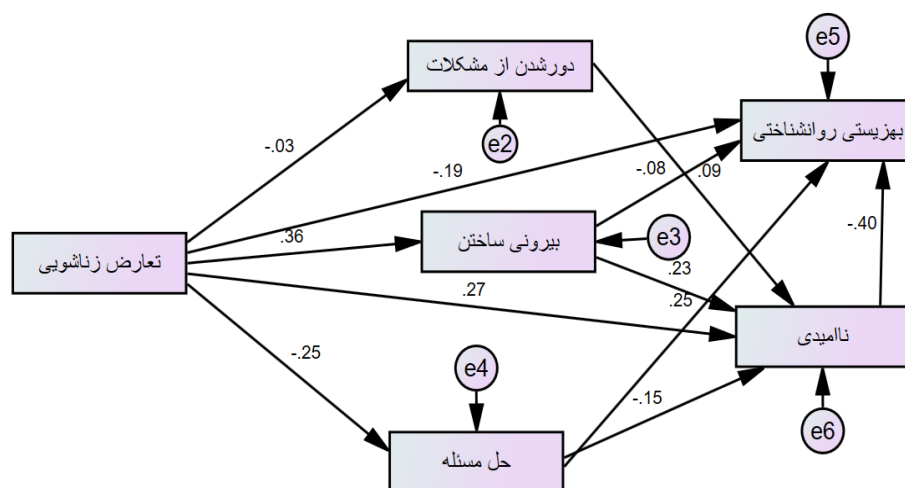 e5
دورشدن از مشکلات
بهزیستی روانشناختی
e2
-.03
-.08
.09
-.19
بیرونی ساختن
e3
-.40
.36
تعارض زناشویی
.23
.27
.25
ناامیدی
-.25
e4
-.15
e6
حل مسئله